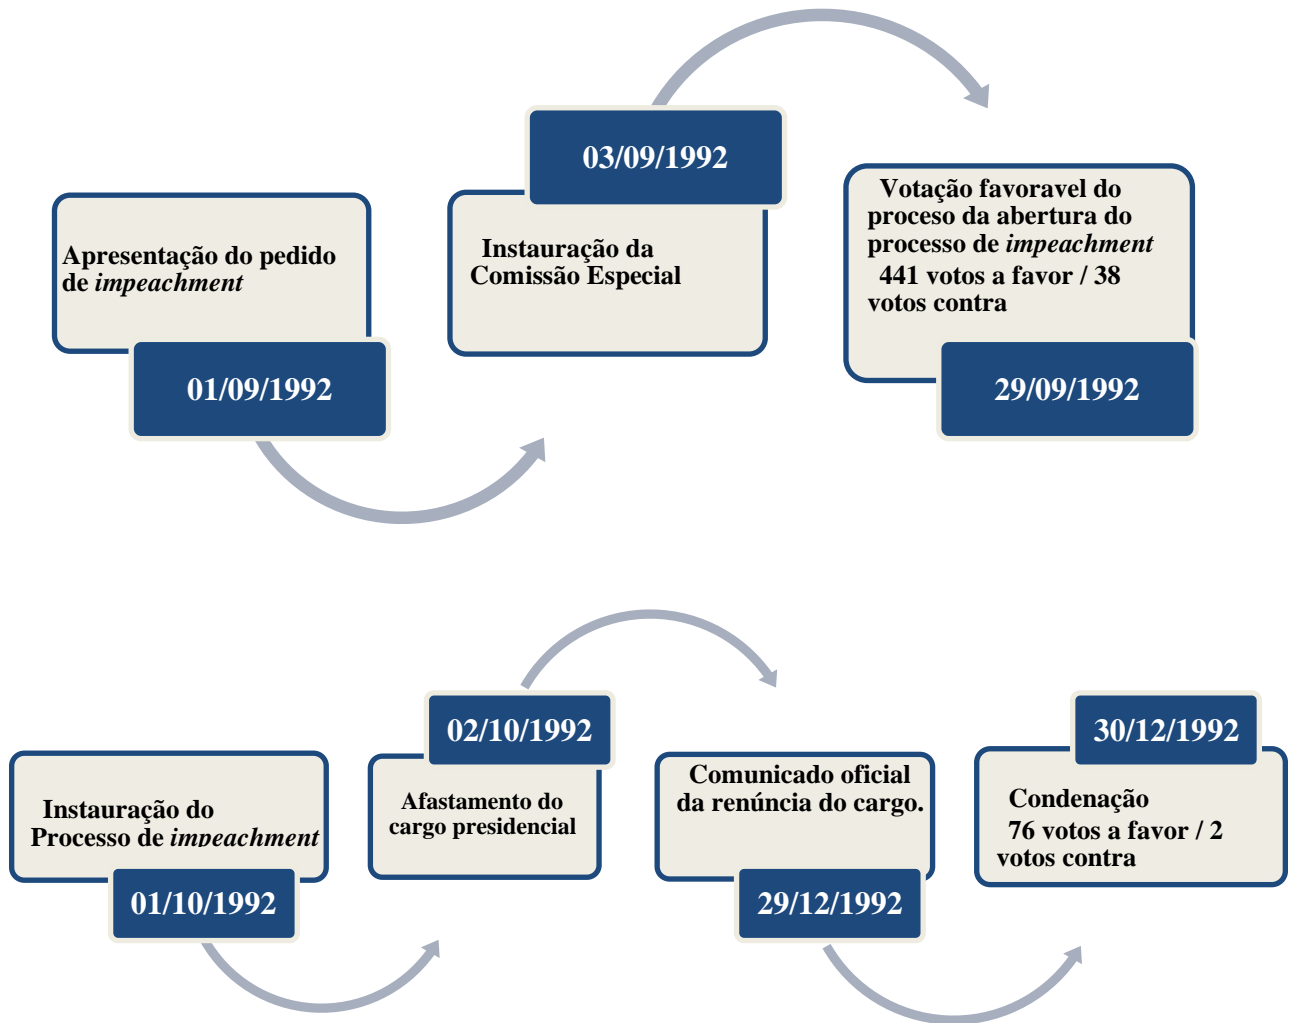 Apresentação do pedido
de impeachment
01/09/1992
03/09/1992
Instauração da
Comissão Especial
Votação favoravel do
proceso da abertura do
processo de impeachment
441 votos a favor / 38
votos contra
29/09/1992
Instauração do
Processo de impeachment
01/10/1992
02/10/1992
Afastamento do
cargo presidencial
Comunicado oficial
da renúncia do cargo.
29/12/1992
30/12/1992
Condenação
76 votos a favor / 2
votos contra